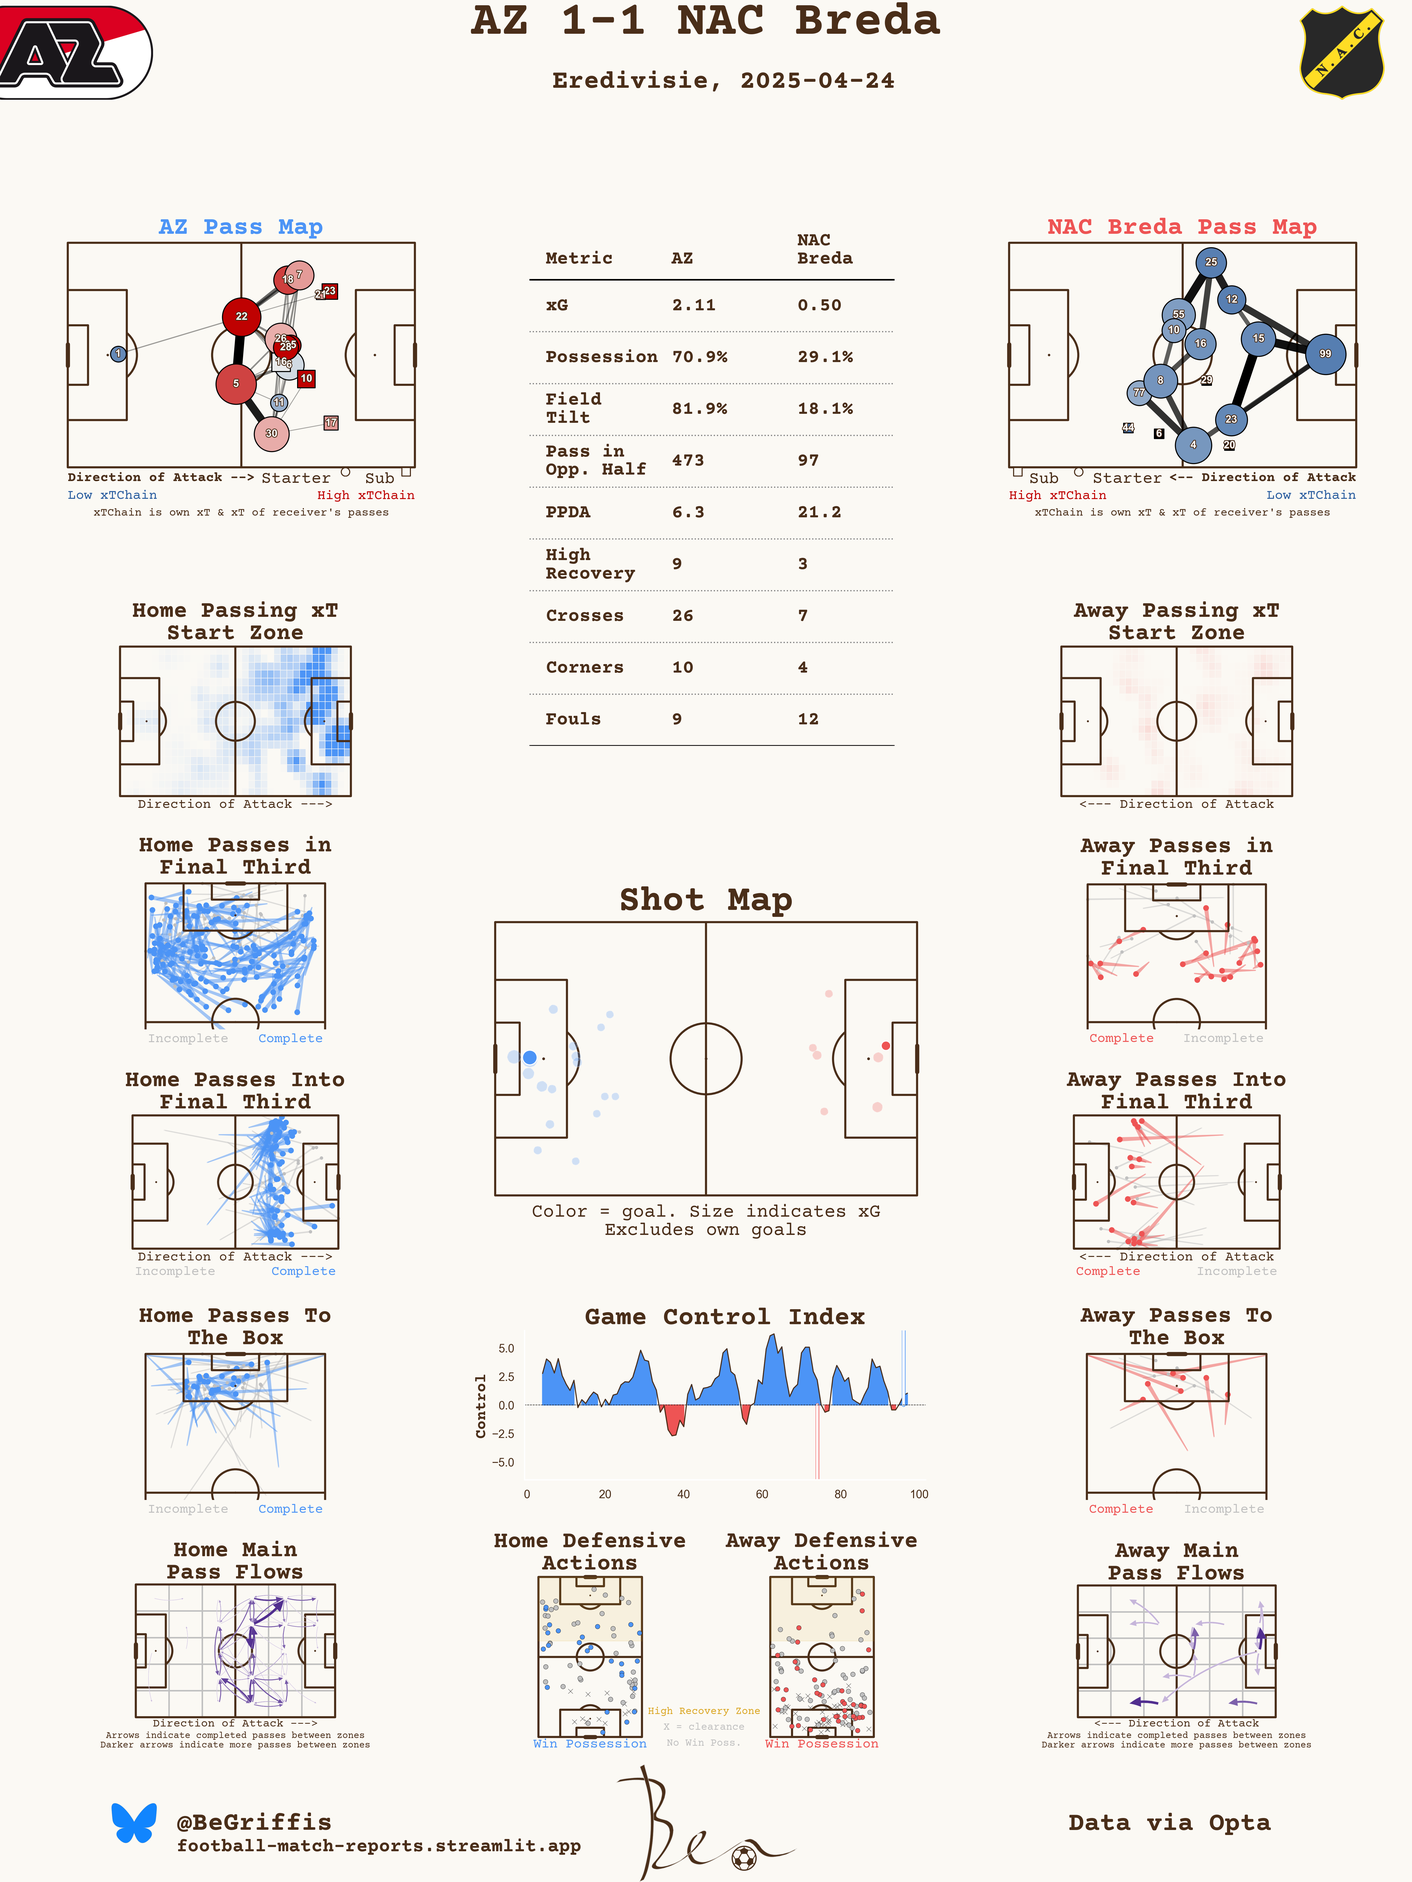 AZ 1-1 NAC Breda
Eredivisie, 2025-04-24
AZ
N.A.C.
AZ Pass Map
1
22
5
18
7
21
23
26
28
5
16
6
10
11
17
30
Direction of Attack --> Starter Sub
Low xTChain High xTChain
xTChain is own xT & xT of receiver's passes
Metric AZ NAC Breda
xG 2.11 0.50
Possession 70.9% 29.1%
Field Tilt 81.9% 18.1%
Pass in Opp. Half 473 97
PPDA 6.3 21.2
High Recovery 9 3
Crosses 26 7
Corners 10 4
Fouls 9 12
NAC Breda Pass Map
25
12
55
10
16
15
99
8
29
77
44
6
23
4
20
Sub Starter <-- Direction of Attack
High xTChain Low xTChain
xTChain is own xT & xT of receiver's passes
Home Passing xT
Start Zone
Direction of Attack --->
Away Passing xT
Start Zone
<--- Direction of Attack
Home Passes in
Final Third
Incomplete Complete
Away Passes in
Final Third
Complete Incomplete
Shot Map
Color = goal. Size indicates xG
Excludes own goals
Home Passes Into
Final Third
Direction of Attack --->
Incomplete Complete
Away Passes Into
Final Third
<--- Direction of Attack
Complete Incomplete
Home Passes To
The Box
Incomplete Complete
Game Control Index
Control
5.0
2.5
0.0
−2.5
−5.0
0 20 40 60 80 100
Away Passes To
The Box
Complete Incomplete
Home Main
Pass Flows
Direction of Attack --->
Arrows indicate completed passes between zones
Darker arrows indicate more passes between zones
Home Defensive
Actions
Win Possession
High Recovery Zone
X = clearance
No Win Poss.
Away Defensive
Actions
Win Possession
Away Main
Pass Flows
<--- Direction of Attack
Arrows indicate completed passes between zones
Darker arrows indicate more passes between zones
@BeGriffis
football-match-reports.streamlit.app
Ben
Data via Opta